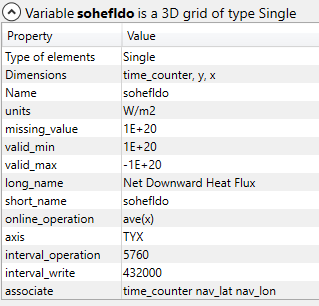 Variable sohefldo is a 3D grid of type Single
Property Value
Type of elements Single
Dimensions time_counter, y, x
Name sohefldo
units W/m2
missing_value 1E+20
valid_min 1E+20
valid_max -1E+20
long_name Net Downward Heat Flux
short_name sohefldo
online_operation ave(x)
axis TYX
interval_operation 5760
interval_write 432000
associate time_counter nav_lat nav_lon